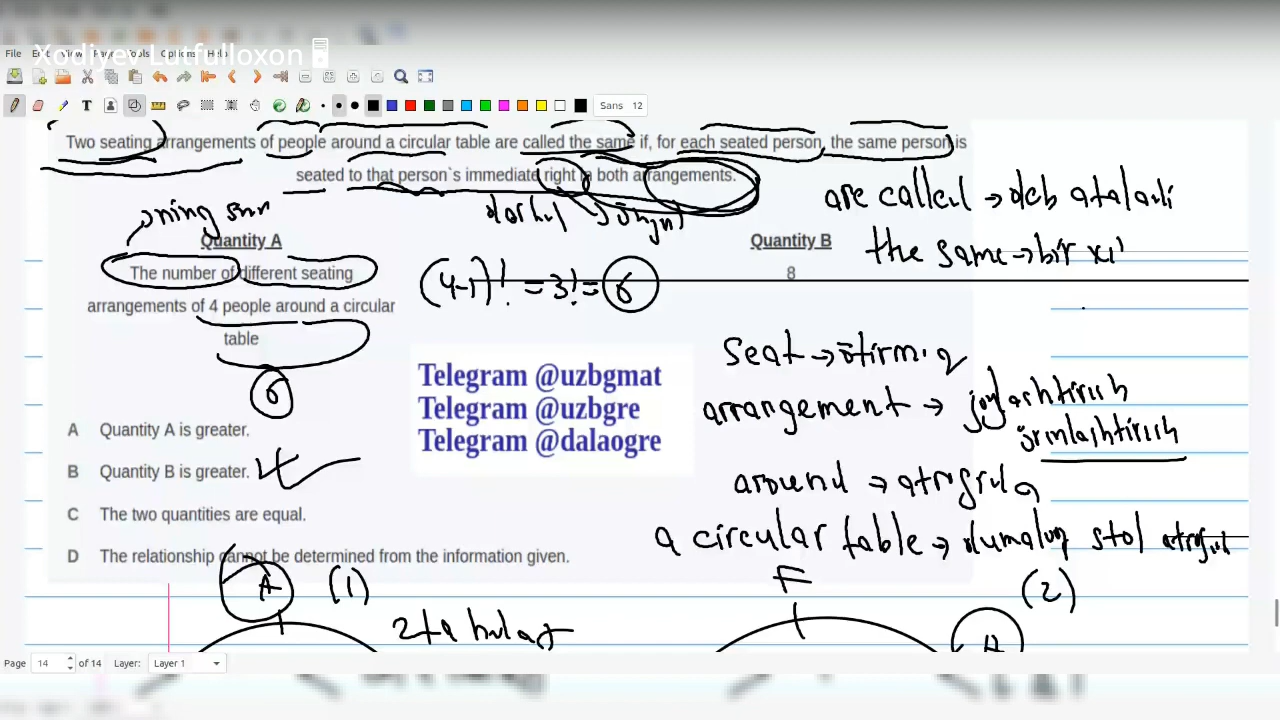 Xodiyev Lutfulloxon
File Edit View Page Tools Options Help
Sans 12
Two seating arrangements of people around a circular table are called the same if, for each seated person, the same person is
seated to that person`s immediate right in both arrangements.
are called → deb ataladi
the same → bir xil
Quantity A
Quantity B
The number of different seating
8
arrangements of 4 people around a circular
table
(4-1)! = 3! = 6
6
Telegram @uzbgmat
Telegram @uzbgre
Telegram @dalaogre
Seat →
arrangement → joylashtirish
around →
a circular table → dumaloq stol
A Quantity A is greater.
B Quantity B is greater.
C The two quantities are equal.
D The relationship cannot be determined from the information given.
A (1)
F
(2)
A
Page 14 of 14 Layer: Layer 1